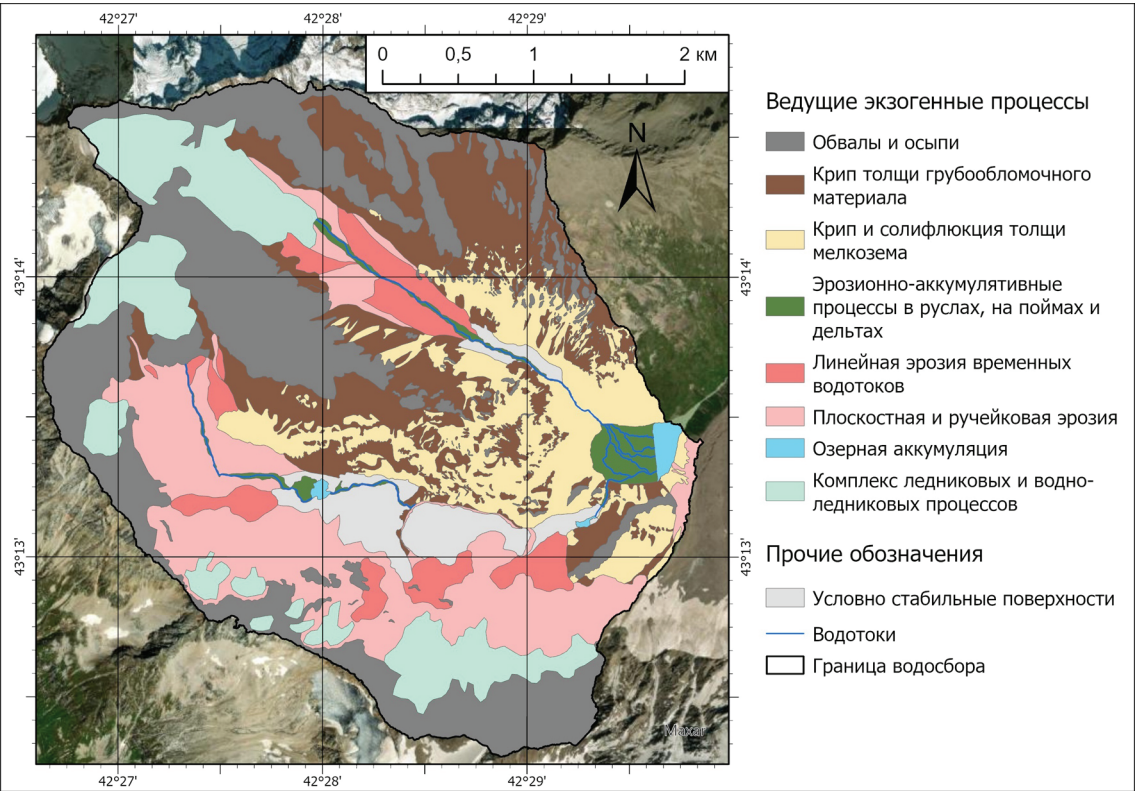 42°27' 42°28' 42°29'
0 0,5 1 2 км
N
43°14' 43°14'
43°13' 43°13'
Maxar
42°27' 42°28' 42°29'
Ведущие экзогенные процессы
Обвалы и осыпи
Крип толщи грубообломочного
материала
Крип и солифлюкция толщи
мелкозема
Эрозионно-аккумулятивные
процессы в руслах, на поймах и
дельтах
Линейная эрозия временных
водотоков
Плоскостная и ручейковая эрозия
Озерная аккумуляция
Комплекс ледниковых и водно-
ледниковых процессов
Прочие обозначения
Условно стабильные поверхности
Водотоки
Граница водосбора